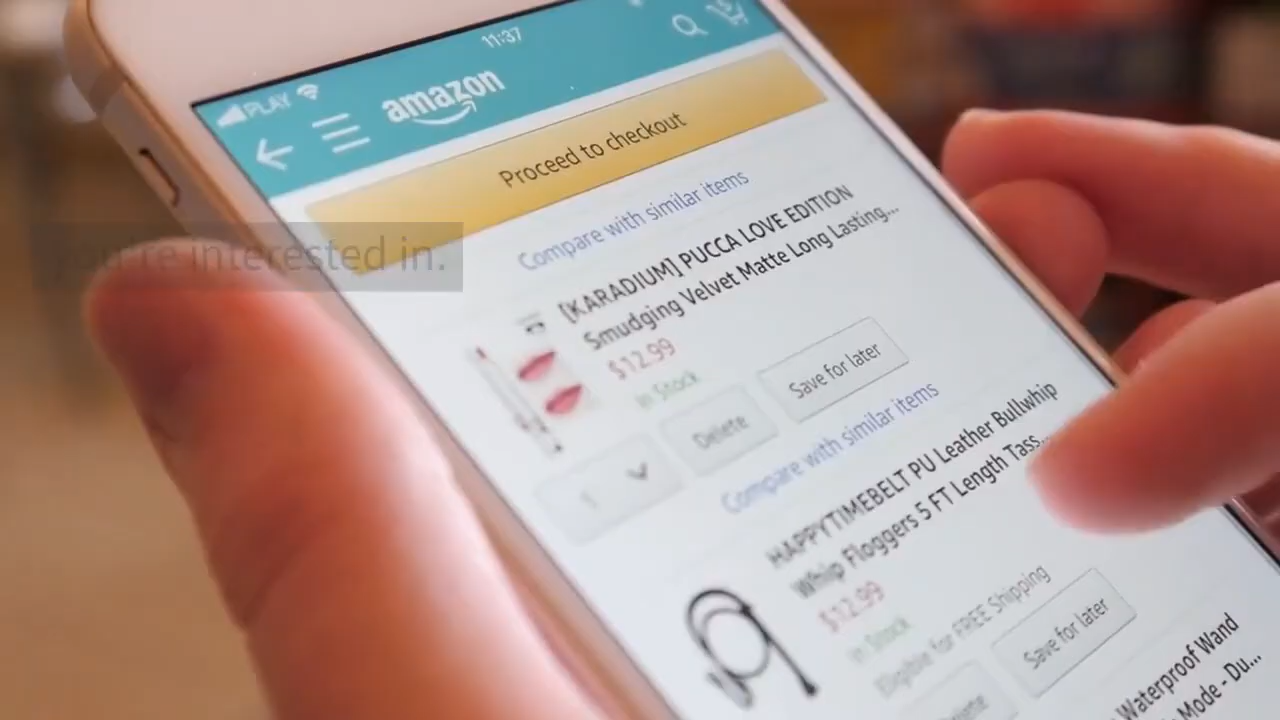 11:37
PLAY
amazon
Proceed to checkout
Compare with similar items
[KARADIUM] PUCCA LOVE EDITION
Smudging Velvet Matte Long Lasting...
$12.99
In Stock
1
Delete
Save for later
Compare with similar items
HAPPYTIMEBELT PU Leather Bullwhip
Whip Floggers 5 FT Length Tass...
$12.99
In Stock
Eligible for FREE Shipping
Save for later
Waterproof Wand
Mode - Du...
interested in.